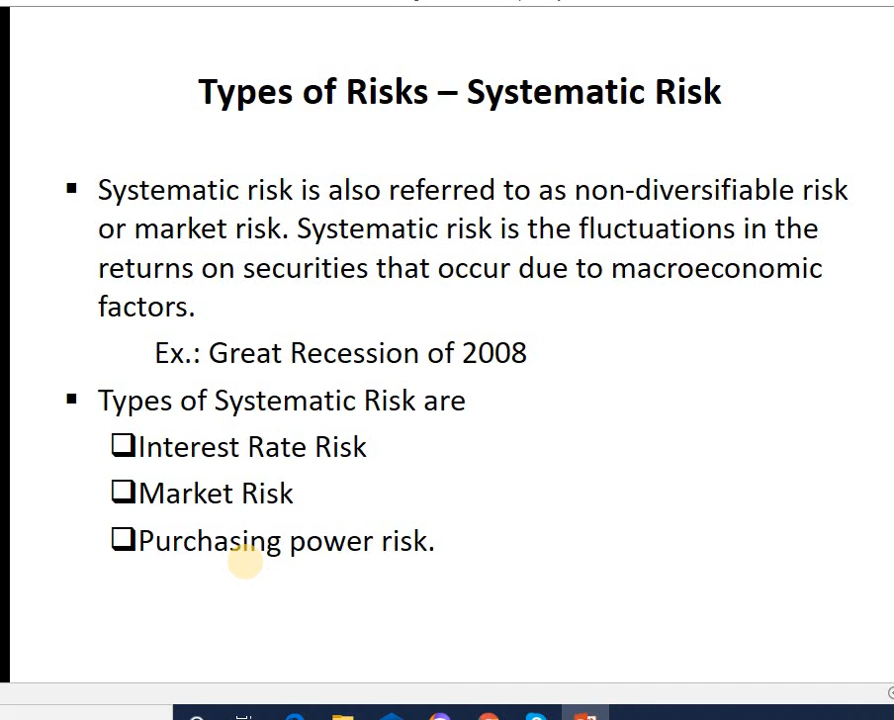 Types of Risks – Systematic Risk
▪ Systematic risk is also referred to as non-diversifiable risk
or market risk. Systematic risk is the fluctuations in the
returns on securities that occur due to macroeconomic
factors.
Ex.: Great Recession of 2008
▪ Types of Systematic Risk are
❑Interest Rate Risk
❑Market Risk
❑Purchasing power risk.